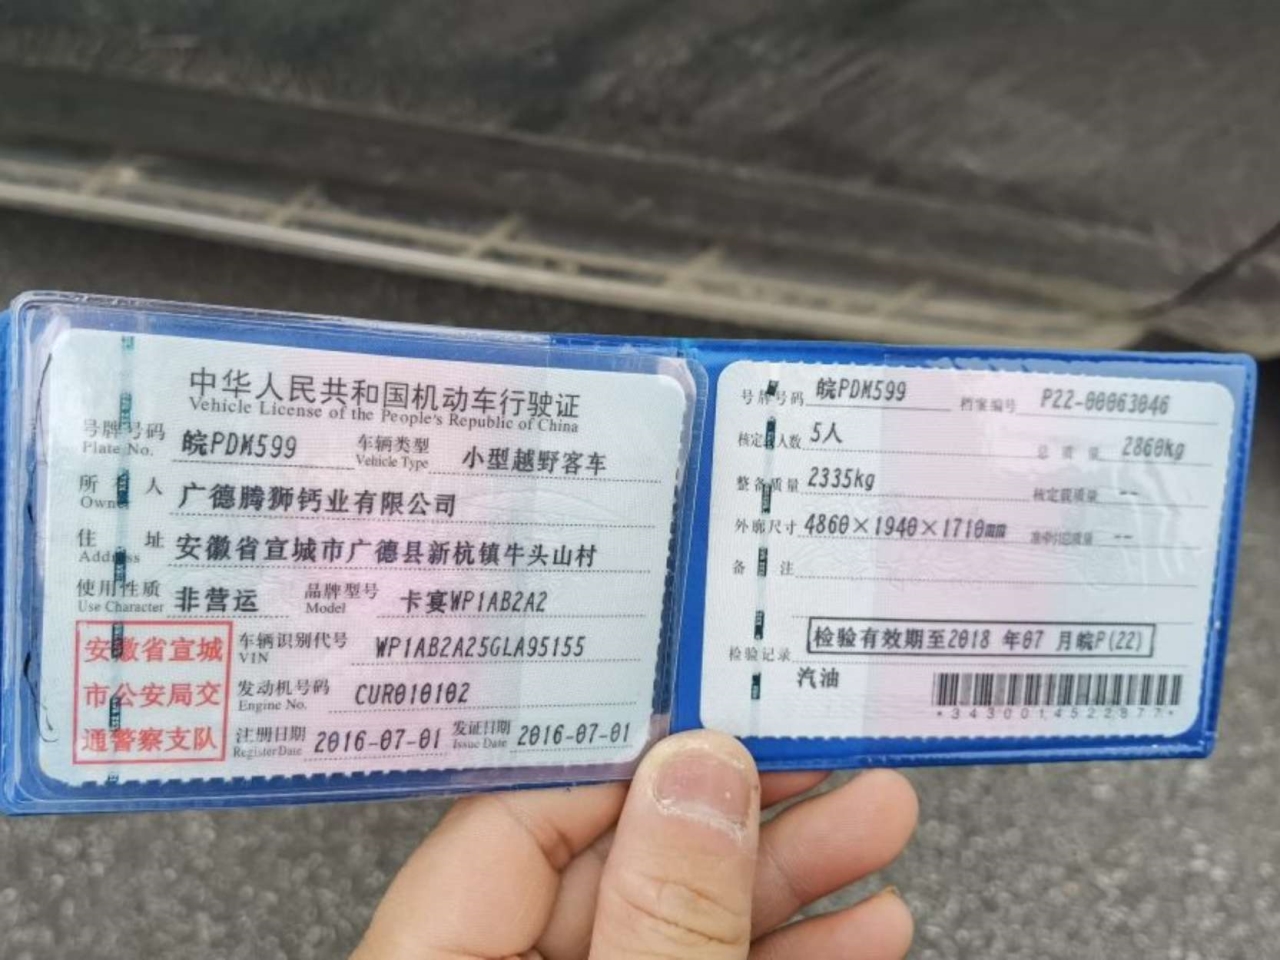 中华人民共和国机动车行驶证
Vehicle License of the People's Republic of China
号牌号码 皖PDM599 车辆类型 小型越野客车
Plate No. Vehicle Type
所有人 广德腾狮钙业有限公司
Owner
住址 安徽省宣城市广德县新杭镇牛头山村
Address
使用性质 非营运 品牌型号 卡宴WP1AB2A2
Use Character Model
安徽省宣城
市公安局交
通警察支队
车辆识别代号 WP1AB2A25GLA95155
VIN
发动机号码 CUR010102
Engine No.
注册日期 2016-07-01 发证日期 2016-07-01
Register Date Issue Date
号牌号码 皖PDM599 档案编号 P22-00063046
核定人数 5人 总质量 2860kg
整备质量 2335kg 核定载质量 --
外廓尺寸 4860×1940×1710mm 准牵引总质量 --
备注
检验有效期至2018 年07 月皖P(22)
检验记录
汽油
*3430014522877*